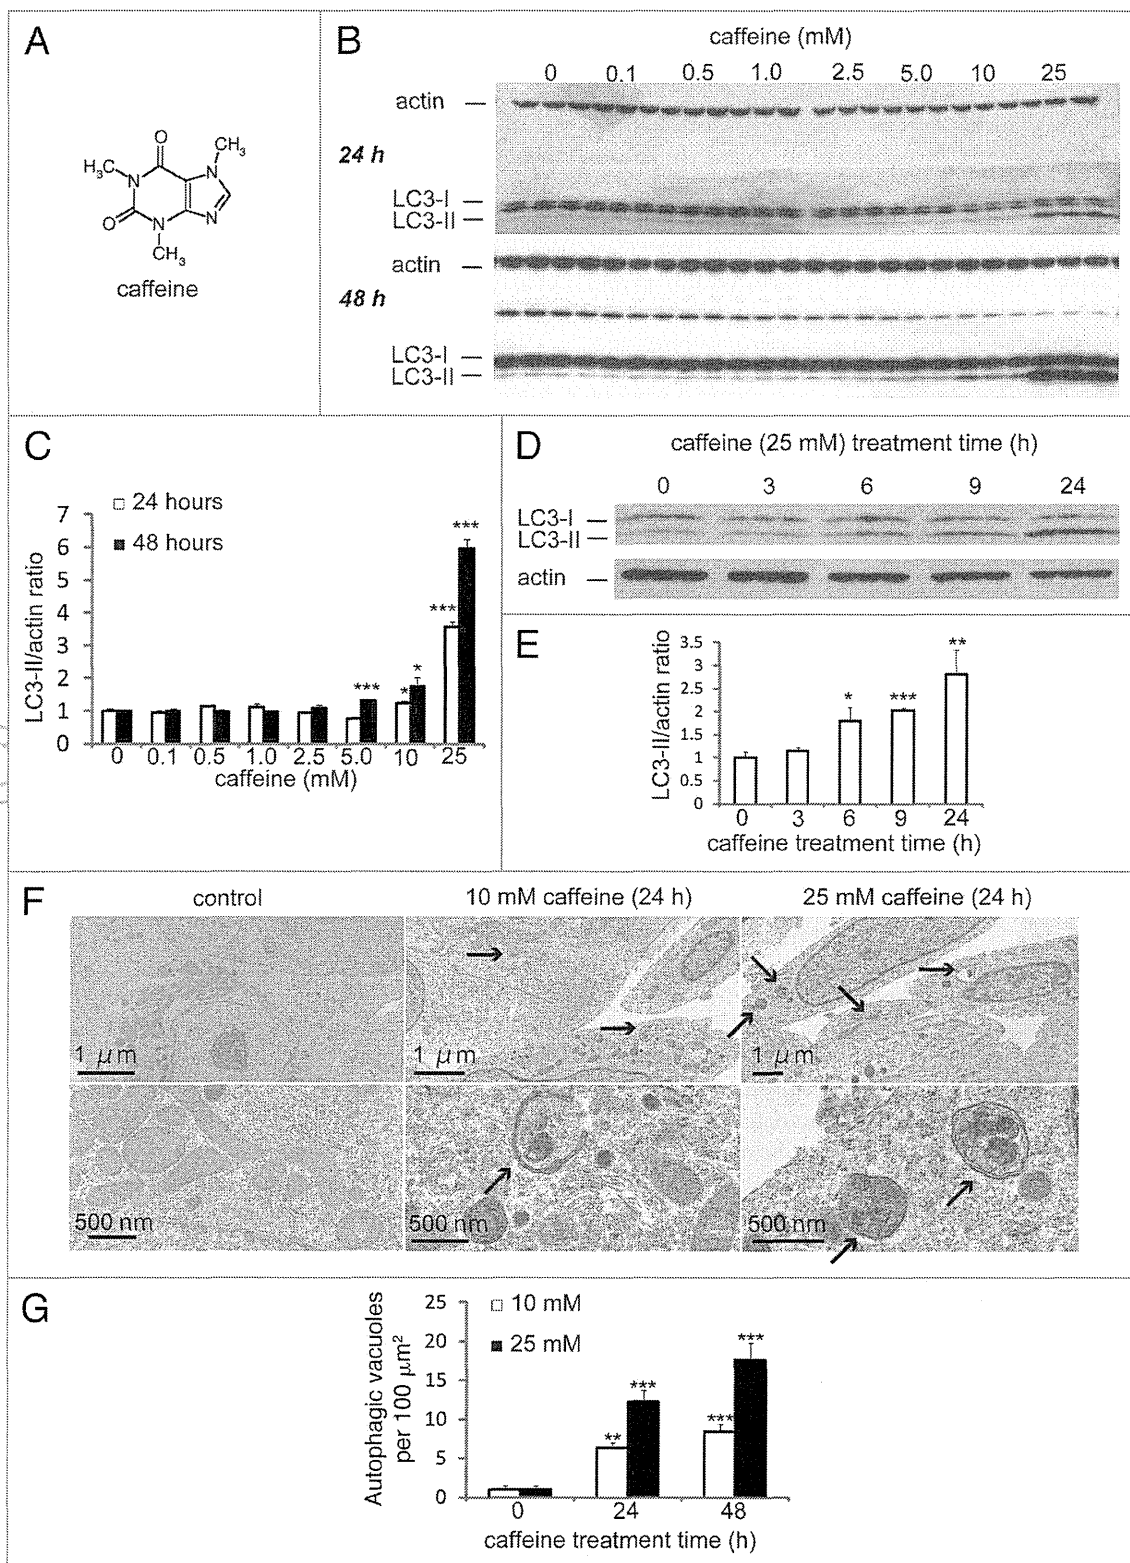 A
H3C
O
CH3
N
N
O
N
N
CH3
caffeine
B
caffeine (mM)
0 0.1 0.5 1.0 2.5 5.0 10 25
actin
24 h
LC3-I
LC3-II
actin
48 h
LC3-I
LC3-II
C
24 hours
48 hours
LC3-II/actin ratio
7
6
5
4
3
2
1
0
***
***
***
*
*
0 0.1 0.5 1.0 2.5 5.0 10 25
caffeine (mM)
D
caffeine (25 mM) treatment time (h)
0 3 6 9 24
LC3-I
LC3-II
actin
E
LC3-II/actin ratio
3.5
3
2.5
2
1.5
1
0.5
0
*
***
**
0 3 6 9 24
caffeine treatment time (h)
F
control
10 mM caffeine (24 h)
25 mM caffeine (24 h)
1 μm
1 μm
1 μm
500 nm
500 nm
500 nm
G
10 mM
25 mM
Autophagic vacuoles
per 100 μm²
25
20
15
10
5
0
**
***
***
***
0 24 48
caffeine treatment time (h)